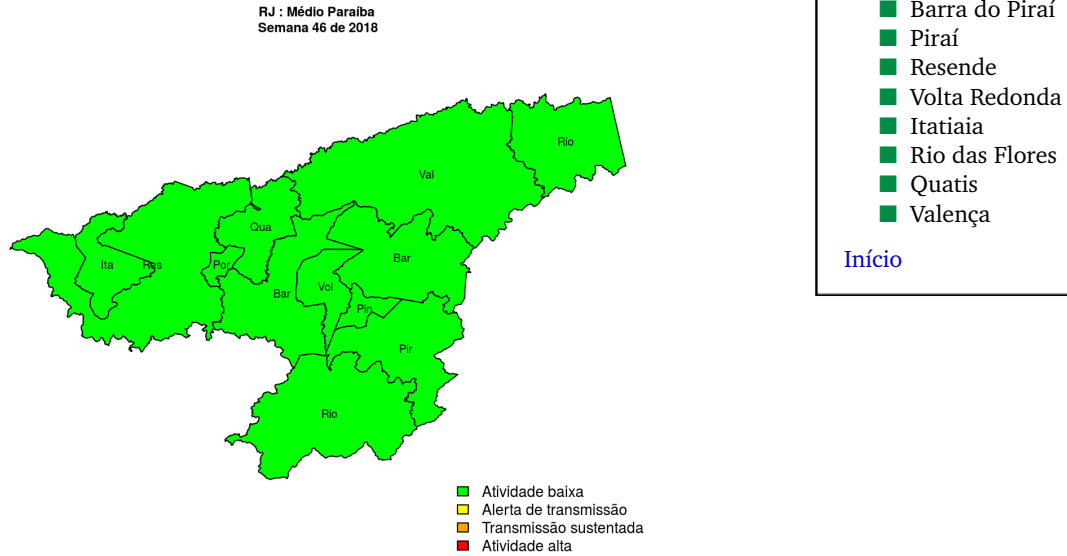 RJ : Médio Paraíba
Semana 46 de 2018
Rio
Val
Qua
Ita
Res
Por
Bar
Bar
Vol
Pin
Pir
Rio
Atividade baixa
Alerta de transmissão
Transmissão sustentada
Atividade alta
Barra do Piraí
Piraí
Resende
Volta Redonda
Itatiaia
Rio das Flores
Quatis
Valença
Início